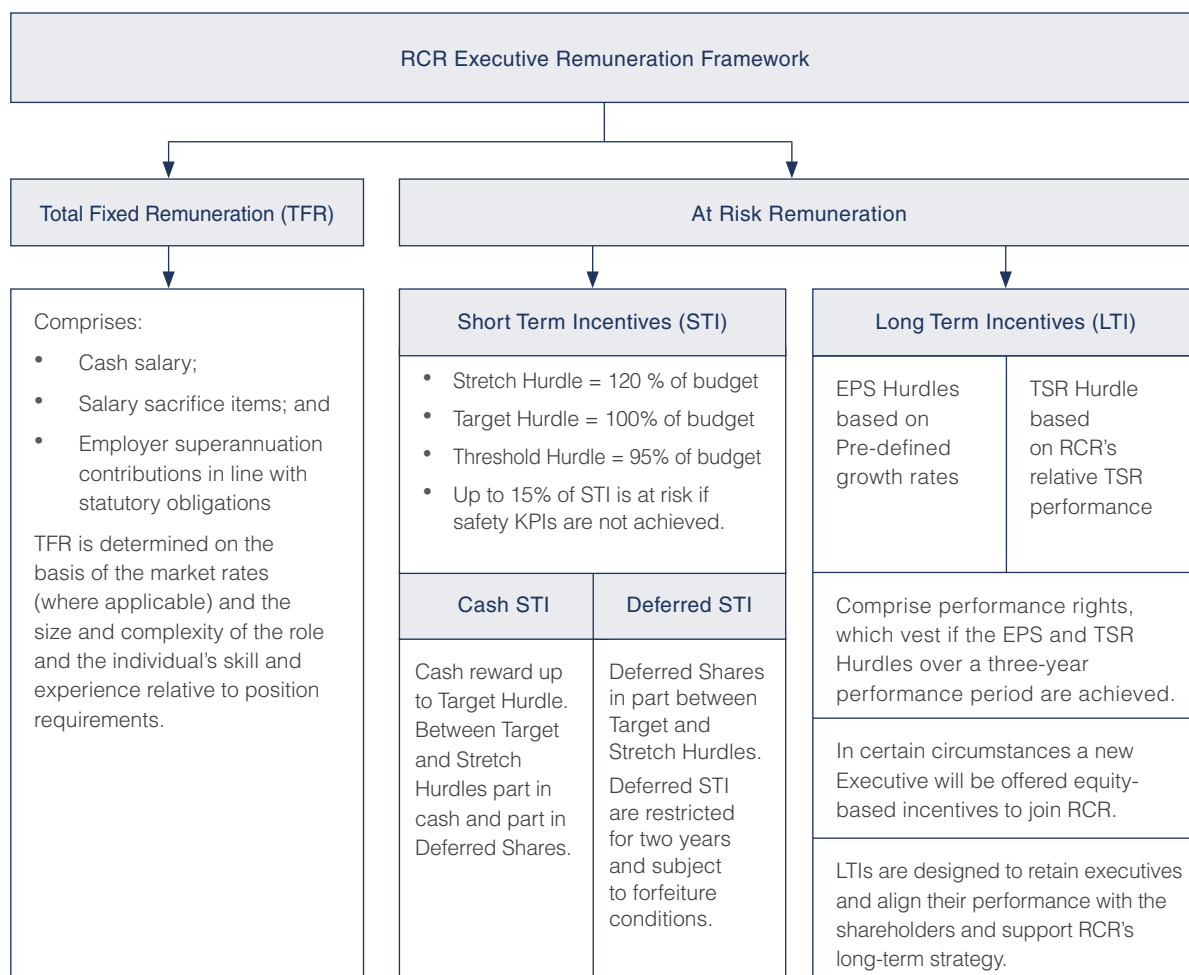 RCR Executive Remuneration Framework
Total Fixed Remuneration (TFR)
At Risk Remuneration
Comprises:
• Cash salary;
• Salary sacrifice items; and
• Employer superannuation
contributions in line with
statutory obligations
TFR is determined on the
basis of the market rates
(where applicable) and the
size and complexity of the role
and the individual's skill and
experience relative to position
requirements.
Short Term Incentives (STI)
• Stretch Hurdle = 120 % of budget
• Target Hurdle = 100% of budget
• Threshold Hurdle = 95% of budget
• Up to 15% of STI is at risk if
safety KPIs are not achieved.
Cash STI
Cash reward up
to Target Hurdle.
Between Target
and Stretch
Hurdles part in
cash and part in
Deferred Shares.
Deferred STI
Deferred Shares
in part between
Target and
Stretch Hurdles.
Deferred STI
are restricted
for two years
and subject
to forfeiture
conditions.
Long Term Incentives (LTI)
EPS Hurdles
based on
Pre-defined
growth rates
TSR Hurdle
based
on RCR's
relative TSR
performance
Comprise performance rights,
which vest if the EPS and TSR
Hurdles over a three-year
performance period are achieved.
In certain circumstances a new
Executive will be offered equity-
based incentives to join RCR.
LTIs are designed to retain executives
and align their performance with the
shareholders and support RCR's
long-term strategy.